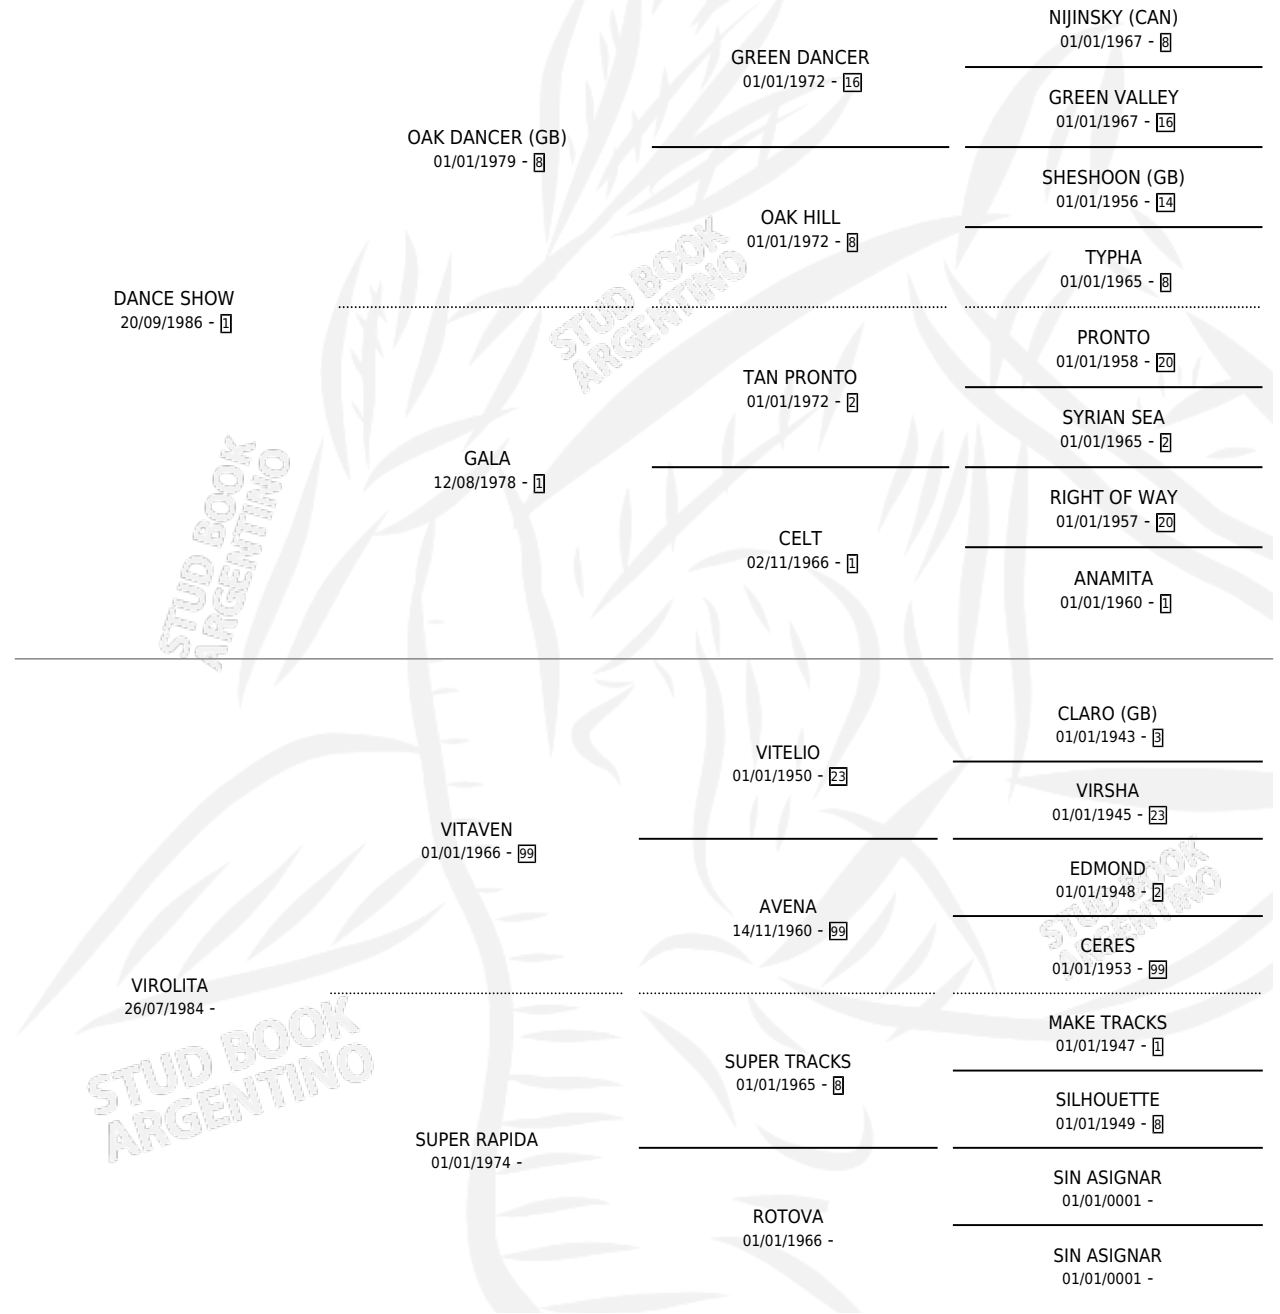 NIJINSKY (CAN)
01/01/1967 - 8
GREEN DANCER
01/01/1972 - 16
GREEN VALLEY
01/01/1967 - 16
OAK DANCER (GB)
01/01/1979 - 8
SHESHOON (GB)
01/01/1956 - 14
OAK HILL
01/01/1972 - 8
TYPHA
01/01/1965 - 8
DANCE SHOW
20/09/1986 - 1
PRONTO
01/01/1958 - 20
TAN PRONTO
01/01/1972 - 2
SYRIAN SEA
01/01/1965 - 2
GALA
12/08/1978 - 1
RIGHT OF WAY
01/01/1957 - 20
CELT
02/11/1966 - 1
ANAMITA
01/01/1960 - 1
STUD BOOK
ARGENTINO
STUD BOOK
ARGENTINO
CLARO (GB)
01/01/1943 - 3
VITELIO
01/01/1950 - 23
VIRSHA
01/01/1945 - 23
VITAVEN
01/01/1966 - 99
EDMOND
01/01/1948 - 2
AVENA
14/11/1960 - 99
CERES
01/01/1953 - 99
STUD BOOK
ARGENTINO
VIROLITA
26/07/1984 -
MAKE TRACKS
01/01/1947 - 1
SUPER TRACKS
01/01/1965 - 8
SILHOUETTE
01/01/1949 - 8
SUPER RAPIDA
01/01/1974 -
SIN ASIGNAR
01/01/0001 -
ROTOVA
01/01/1966 -
SIN ASIGNAR
01/01/0001 -
STUD BOOK
ARGENTINO